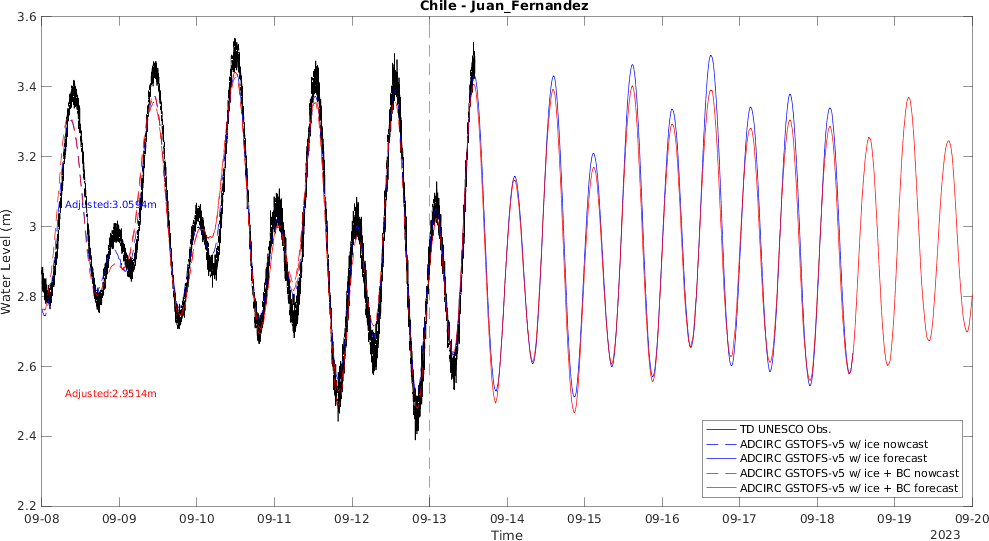 Chile - Juan_Fernandez
3.6
3.4
3.2
3
2.8
2.6
2.4
2.2
Water Level (m)
Adjusted:3.0594m
Adjusted:2.9514m
TD UNESCO Obs.
ADCIRC GSTOFS-v5 w/ ice nowcast
ADCIRC GSTOFS-v5 w/ ice forecast
ADCIRC GSTOFS-v5 w/ ice + BC nowcast
ADCIRC GSTOFS-v5 w/ ice + BC forecast
09-08 09-09 09-10 09-11 09-12 09-13 09-14 09-15 09-16 09-17 09-18 09-19 09-20
Time
2023